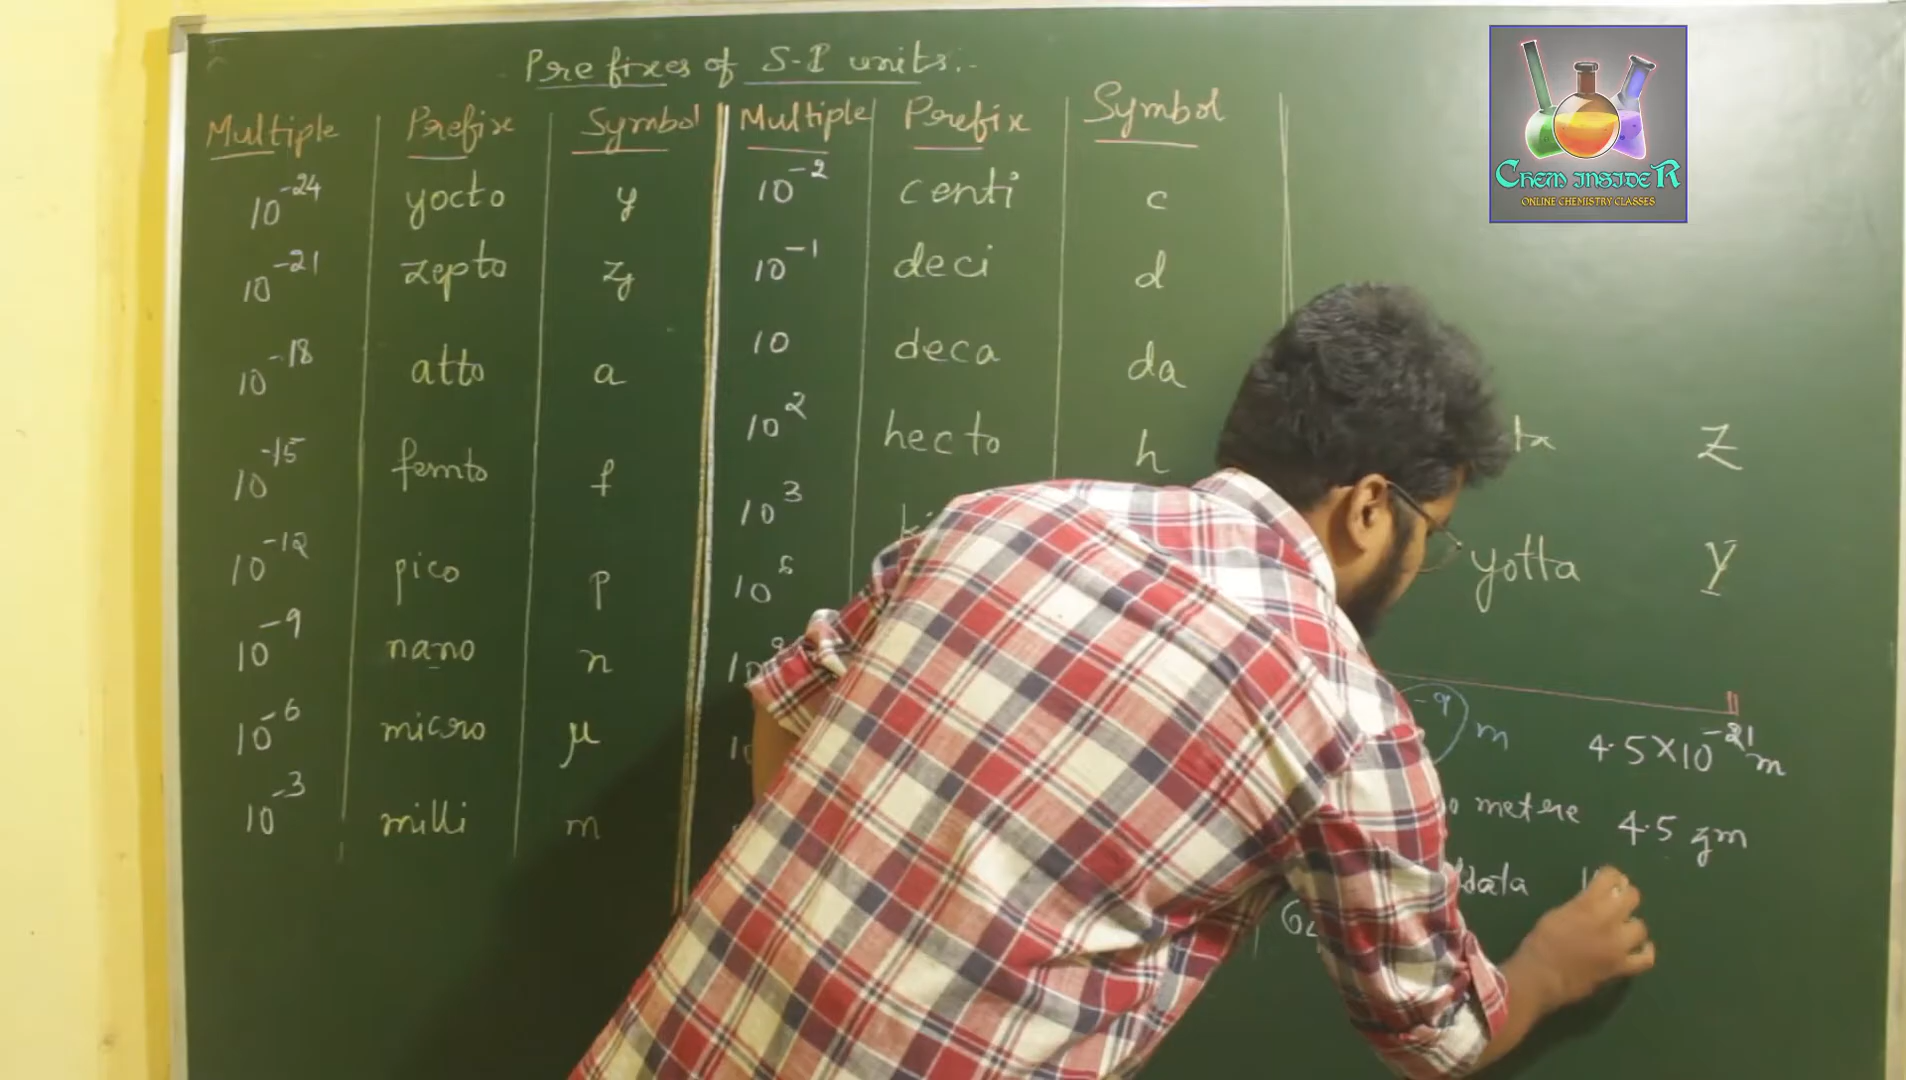 Prefixes of S-I units:-
Multiple Prefix Symbol Multiple Prefix Symbol
10⁻²⁴ yocto y 10⁻² centi c
10⁻²¹ zepto z 10⁻¹ deci d
10⁻¹⁸ atto a 10 deca da
10⁻¹⁵ femto f 10² hecto h
10⁻¹² pico p 10³
10⁻⁹ nano n 10⁶
10⁻⁶ micro μ
10⁻³ milli m
Z
yotta Y
⁻⁹ m 4.5×10⁻²¹ m
metere 4.5 zm
data
CHEM INSIDER
ONLINE CHEMISTRY CLASSES